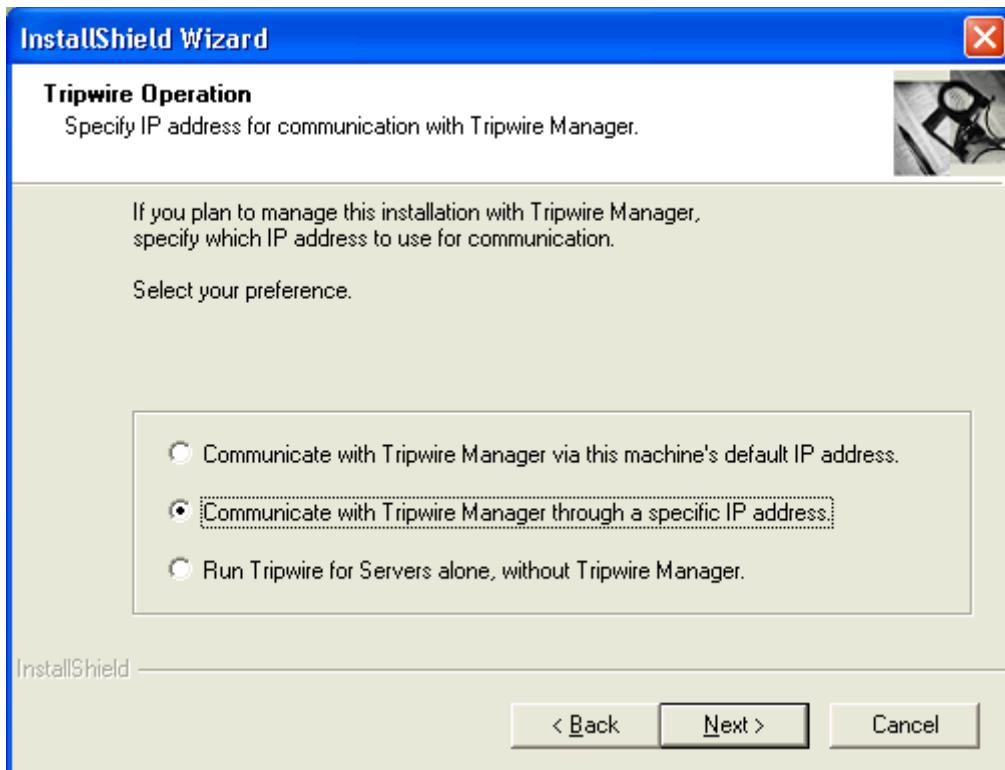 InstallShield Wizard
Tripwire Operation
Specify IP address for communication with Tripwire Manager.
If you plan to manage this installation with Tripwire Manager,
specify which IP address to use for communication.
Select your preference.
Communicate with Tripwire Manager via this machine's default IP address.
Communicate with Tripwire Manager through a specific IP address.
Run Tripwire for Servers alone, without Tripwire Manager.
InstallShield
< Back
Next >
Cancel